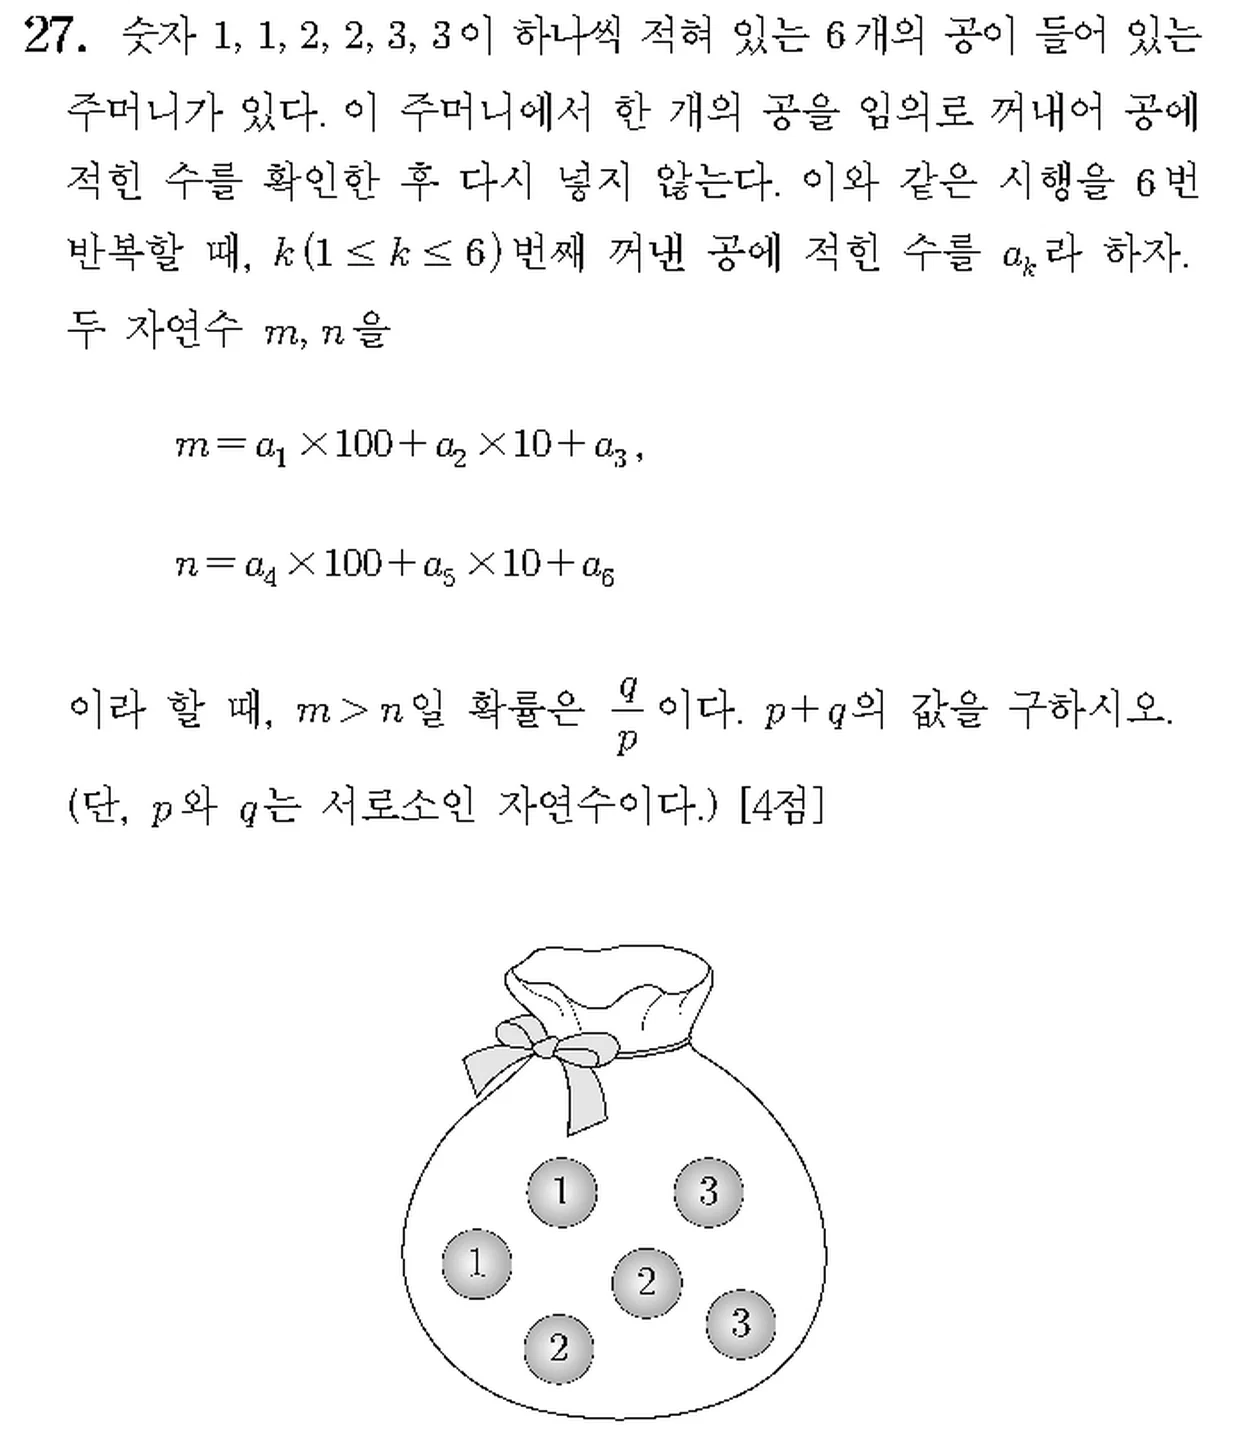 27. 숫자 1, 1, 2, 2, 3, 3이 하나씩 적혀 있는 6개의 공이 들어 있는
주머니가 있다. 이 주머니에서 한 개의 공을 임의로 꺼내어 공에
적힌 수를 확인한 후 다시 넣지 않는다. 이와 같은 시행을 6번
반복할 때, k(1 ≤ k ≤ 6)번째 꺼낸 공에 적힌 수를 a_k라 하자.
두 자연수 m, n을
m = a_1 × 100 + a_2 × 10 + a_3 ,
n = a_4 × 100 + a_5 × 10 + a_6
이라 할 때, m > n일 확률은 q/p 이다. p+q의 값을 구하시오.
(단, p와 q는 서로소인 자연수이다.) [4점]
1 3
1 2
2 3